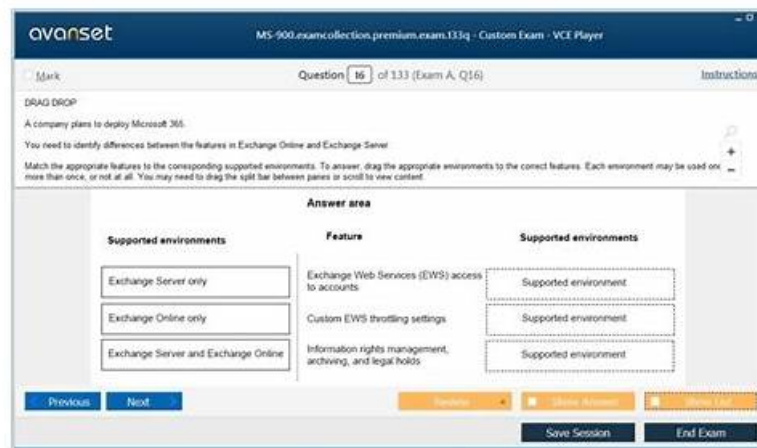 avanset
MS-900.examcollection.premium.exam.133q - Custom Exam - VCE Player
Mark
Question 16 of 133 (Exam A, Q16)
Instructions
DRAG DROP
A company plans to deploy Microsoft 365.
You need to identify differences between the features in Exchange Online and Exchange Server
Match the appropriate features to the corresponding supported environments. To answer, drag the appropriate environments to the correct features. Each environment may be used
more than once, or not at all. You may need to drag the split bar between panes or scroll to view content.
Answer area
Supported environments
Feature
Supported environments
Exchange Server only
Exchange Web Services (EWS) access
to accounts
Supported environment
Exchange Online only
Custom EWS throttling settings
Supported environment
Exchange Server and Exchange Online
Information rights management,
archiving, and legal holds
Supported environment
Previous
Next
Review
Show Answer
Show List
Save Session
End Exam